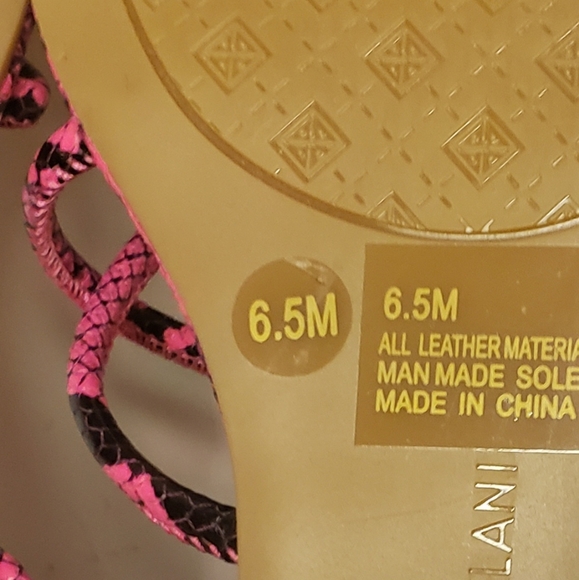 6.5M
6.5M
ALL LEATHER MATERIA
MAN MADE SOLE
MADE IN CHINA
LANI